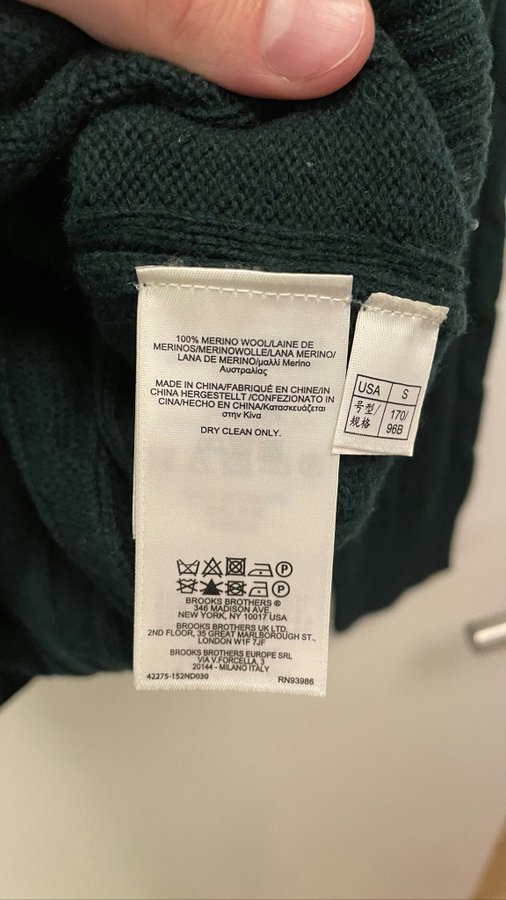 100% MERINO WOOL/LAINE DE
MERINOS/MERINOWOLLE/LANA MERINO/
LANA DE MERINO/μαλλί Merino
Αυστραλίας
MADE IN CHINA/FABRIQUÉ EN CHINE/IN
CHINA HERGESTELLT /CONFEZIONATO IN
CINA/HECHO EN CHINA/Κατασκευάζεται
στην Κίνα
DRY CLEAN ONLY.
P
P
BROOKS BROTHERS ®
346 MADISON AVE
NEW YORK, NY 10017 USA
BROOKS BROTHERS UK LTD.
2ND FLOOR, 35 GREAT MARLBOROUGH ST.,
LONDON W1F 7JF
BROOKS BROTHERS EUROPE SRL
VIA V.FORCELLA, 3
20144 - MILANO ITALY
42275-152ND030 RN93986
USA S
号型/ 170/
规格 96B